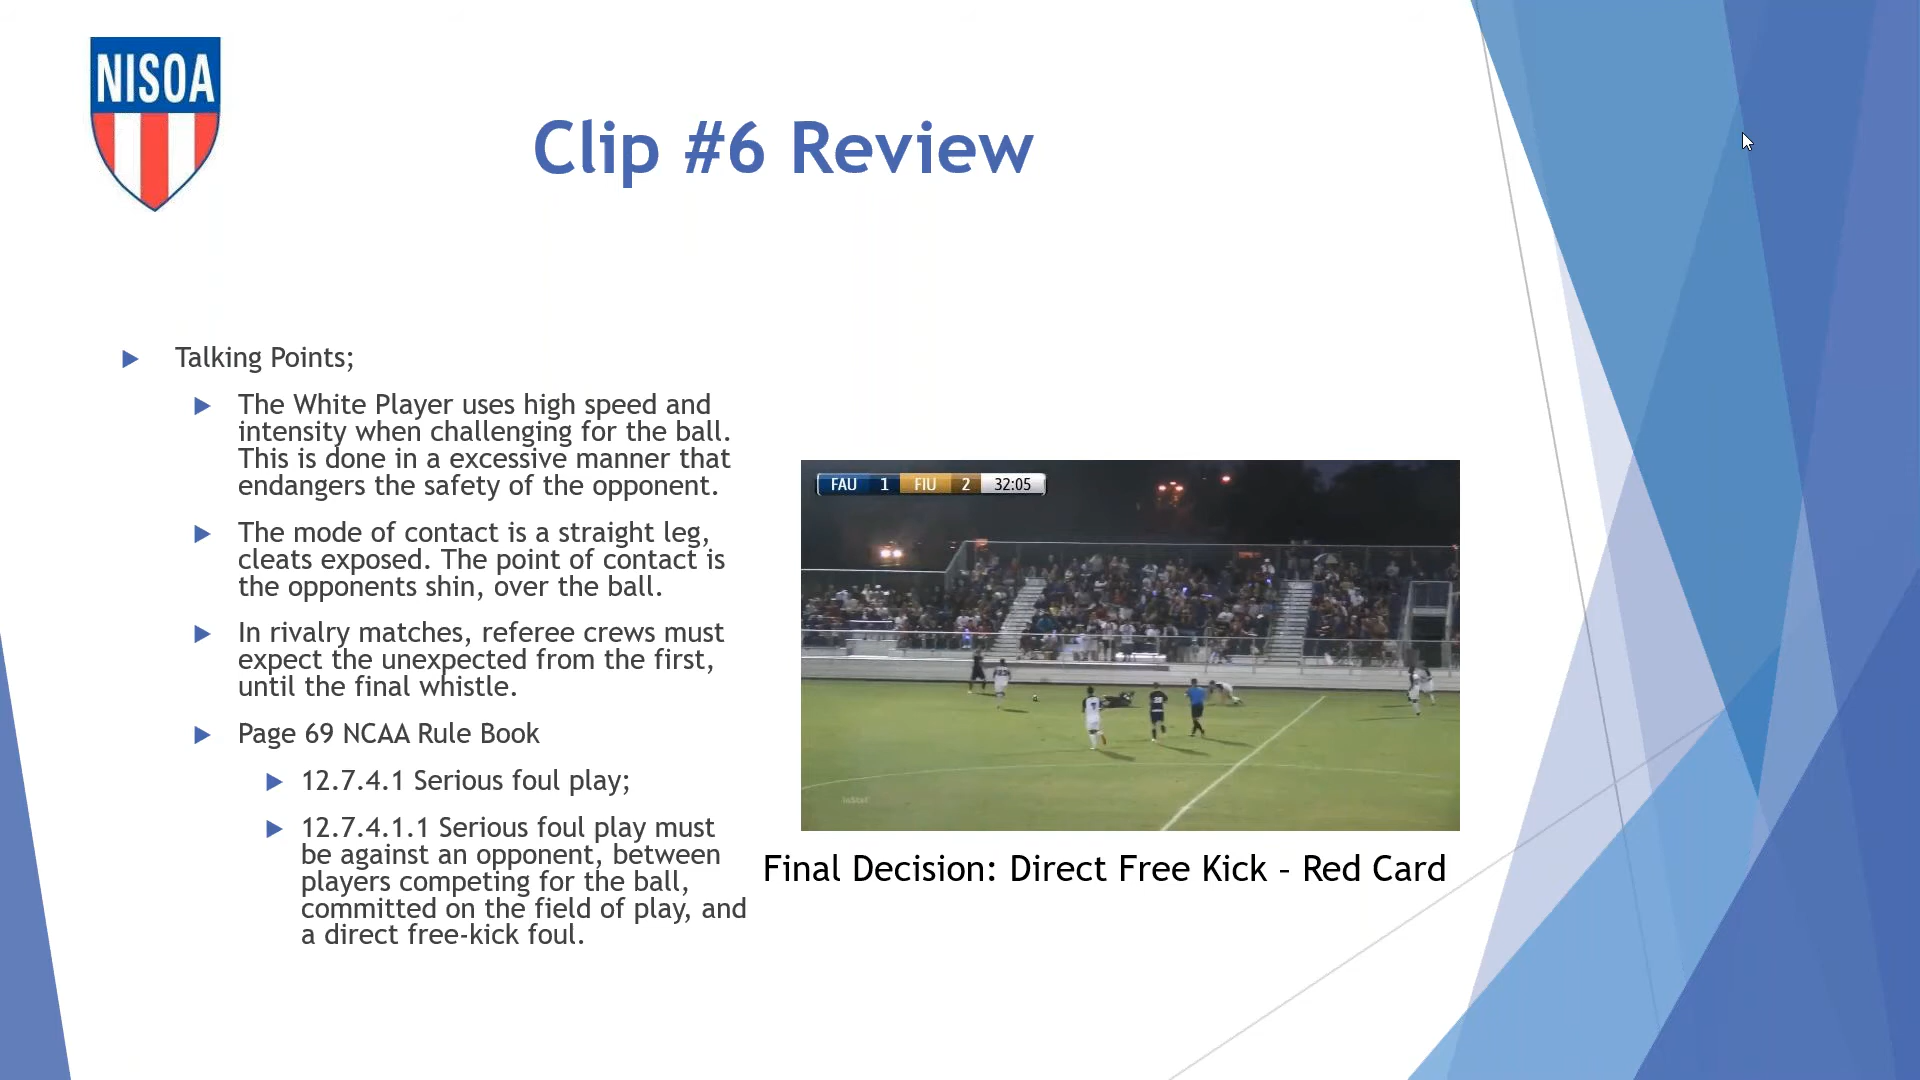 NISOA
Clip #6 Review
Talking Points;
The White Player uses high speed and
intensity when challenging for the ball.
This is done in a excessive manner that
endangers the safety of the opponent.
The mode of contact is a straight leg,
cleats exposed. The point of contact is
the opponents shin, over the ball.
In rivalry matches, referee crews must
expect the unexpected from the first,
until the final whistle.
Page 69 NCAA Rule Book
12.7.4.1 Serious foul play;
12.7.4.1.1 Serious foul play must
be against an opponent, between
players competing for the ball,
committed on the field of play, and
a direct free-kick foul.
FAU 1 FIU 2 32:05
InStat
Final Decision: Direct Free Kick – Red Card